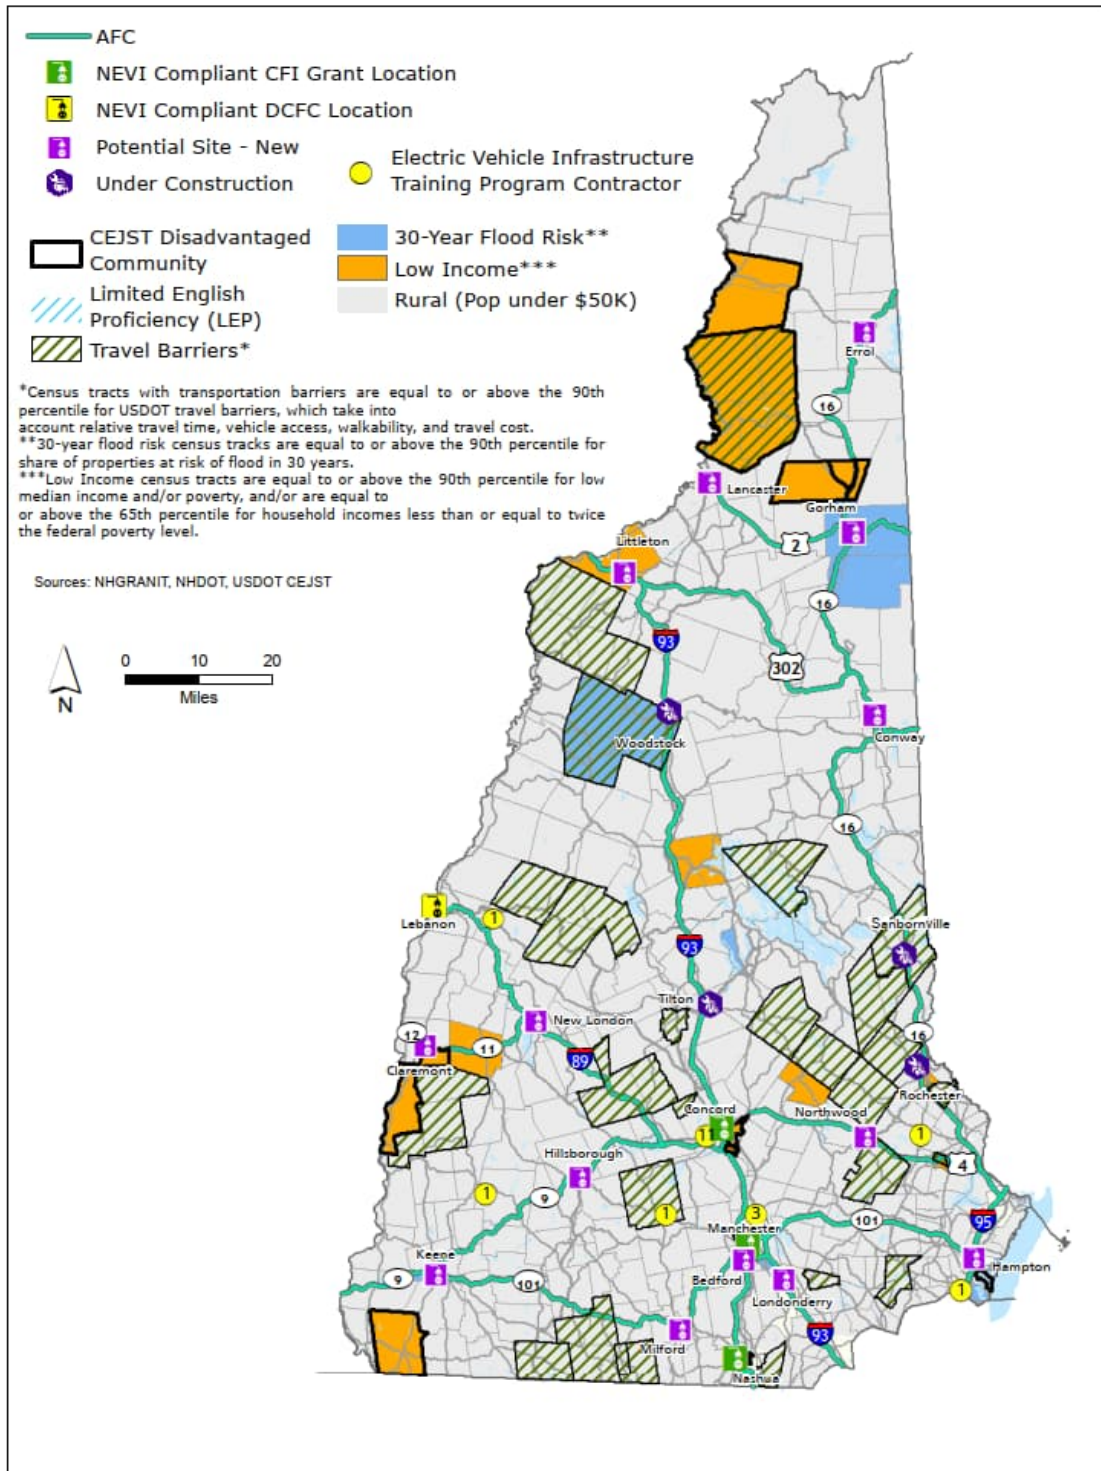 AFC
NEVI Compliant CFI Grant Location
NEVI Compliant DCFC Location
Potential Site - New
Under Construction
Electric Vehicle Infrastructure
Training Program Contractor
CEJST Disadvantaged
Community
Limited English
Proficiency (LEP)
Travel Barriers*
30-Year Flood Risk**
Low Income***
Rural (Pop under $50K)
*Census tracts with transportation barriers are equal to or above the 90th
percentile for USDOT travel barriers, which take into
account relative travel time, vehicle access, walkability, and travel cost.
**30-year flood risk census tracks are equal to or above the 90th percentile for
share of properties at risk of flood in 30 years.
***Low Income census tracts are equal to or above the 90th percentile for low
median income and/or poverty, and/or are equal to
or above the 65th percentile for household incomes less than or equal to twice
the federal poverty level.
Sources: NHGRANIT, NHDOT, USDOT CEJST
N
0 10 20
Miles
Errol
16
Lancaster
Gorham
2
Littleton
16
93
302
Woodstock
Conway
16
Lebanon
1
Sanbornville
93
Tilton
New London
12
11
16
89
Claremont
Rochester
Concord
Northwood
11
1
Hillsborough
4
1
9
1
3
Manchester
101
95
Keene
9
101
Bedford
Hampton
Londonderry
1
Milford
93
Nashua